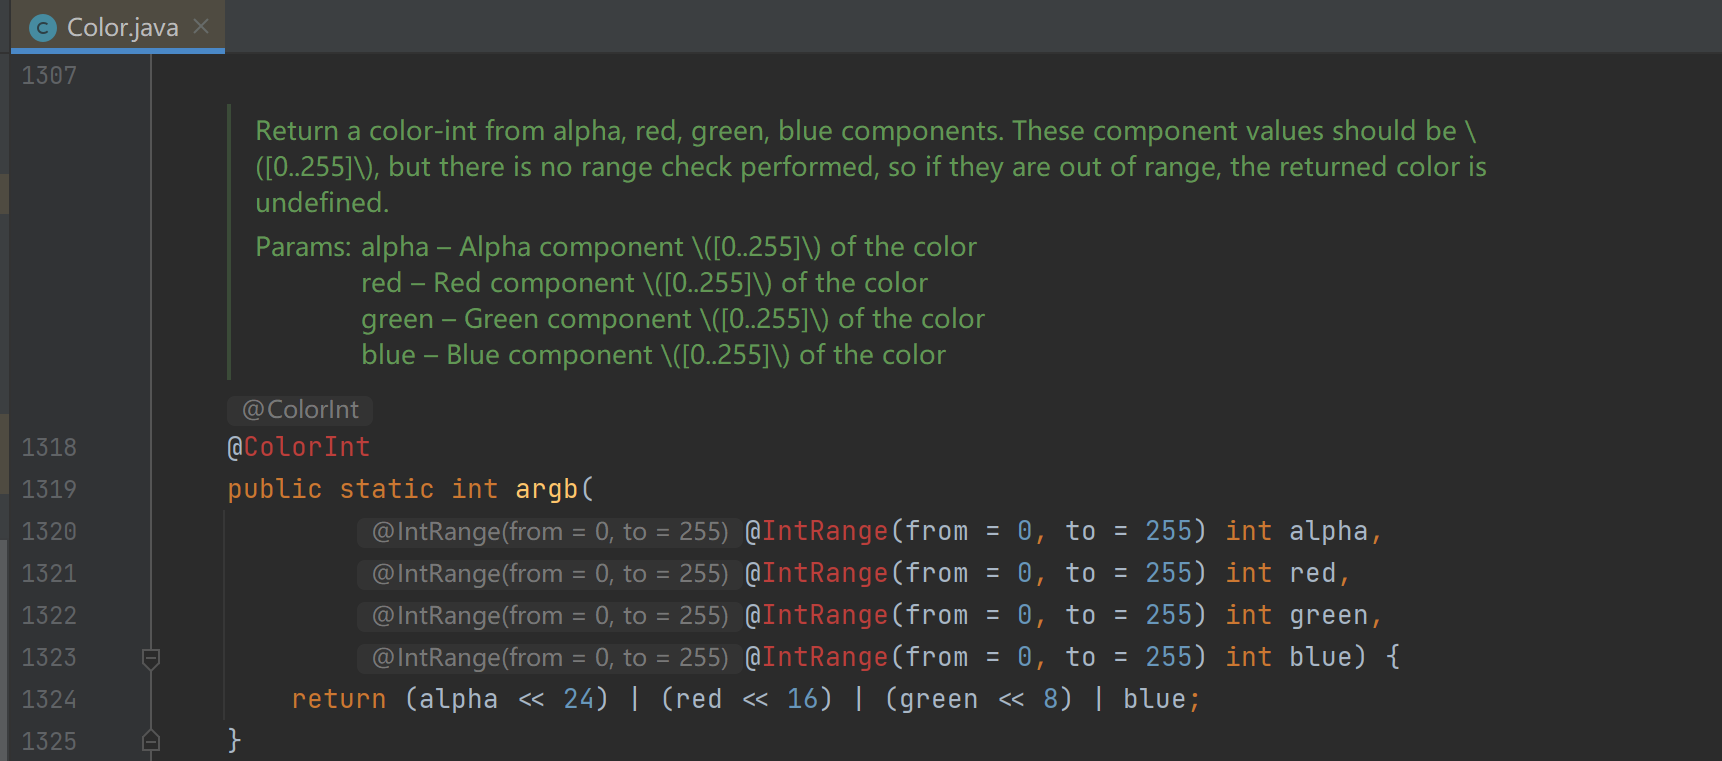 C Color.java
1307
Return a color-int from alpha, red, green, blue components. These component values should be \
([0..255]\), but there is no range check performed, so if they are out of range, the returned color is
undefined.
Params: alpha – Alpha component \([0..255]\) of the color
red – Red component \([0..255]\) of the color
green – Green component \([0..255]\) of the color
blue – Blue component \([0..255]\) of the color
@ColorInt
1318 @ColorInt
1319 public static int argb(
1320 @IntRange(from = 0, to = 255) @IntRange(from = 0, to = 255) int alpha,
1321 @IntRange(from = 0, to = 255) @IntRange(from = 0, to = 255) int red,
1322 @IntRange(from = 0, to = 255) @IntRange(from = 0, to = 255) int green,
1323 @IntRange(from = 0, to = 255) @IntRange(from = 0, to = 255) int blue) {
1324 return (alpha << 24) | (red << 16) | (green << 8) | blue;
1325 }